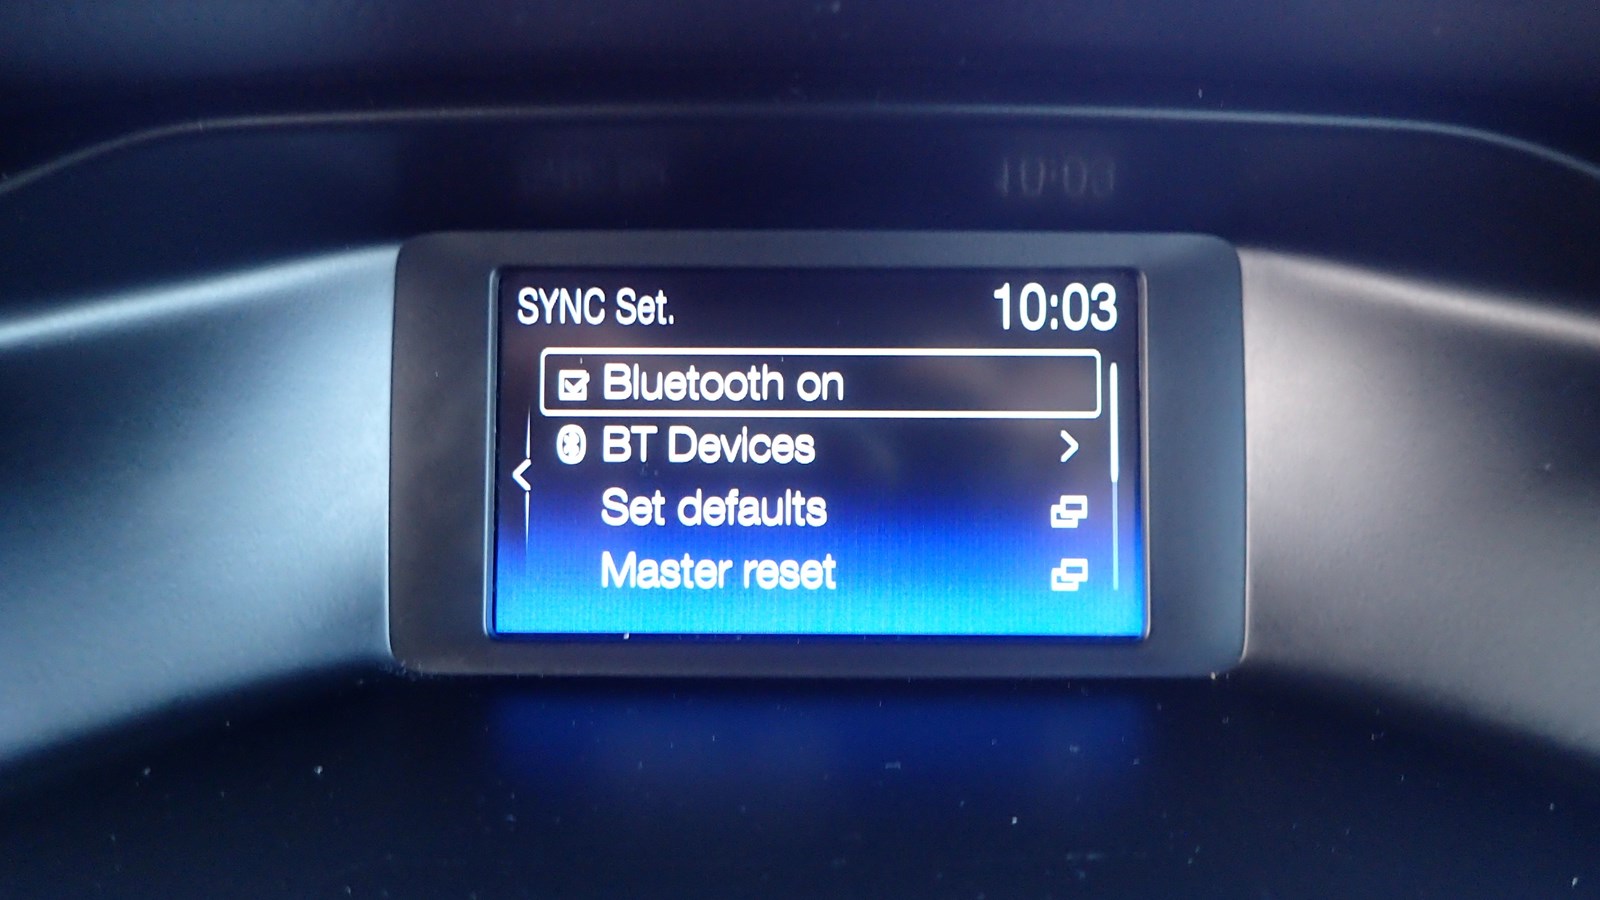 SYNC Set.
10:03
Bluetooth on
BT Devices
Set defaults
Master reset